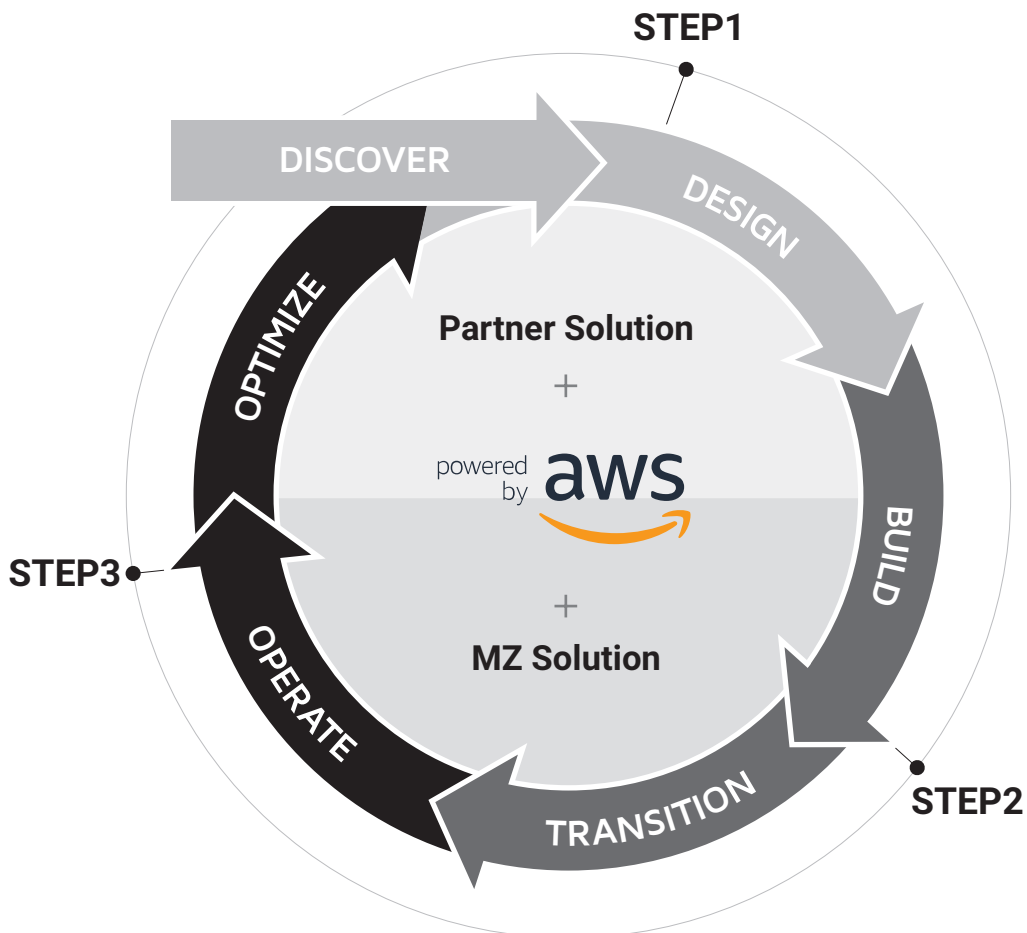 STEP1
DISCOVER
DESIGN
OPTIMIZE
Partner Solution
+
powered
by
aws
BUILD
STEP3
+
MZ Solution
OPERATE
TRANSITION
STEP2